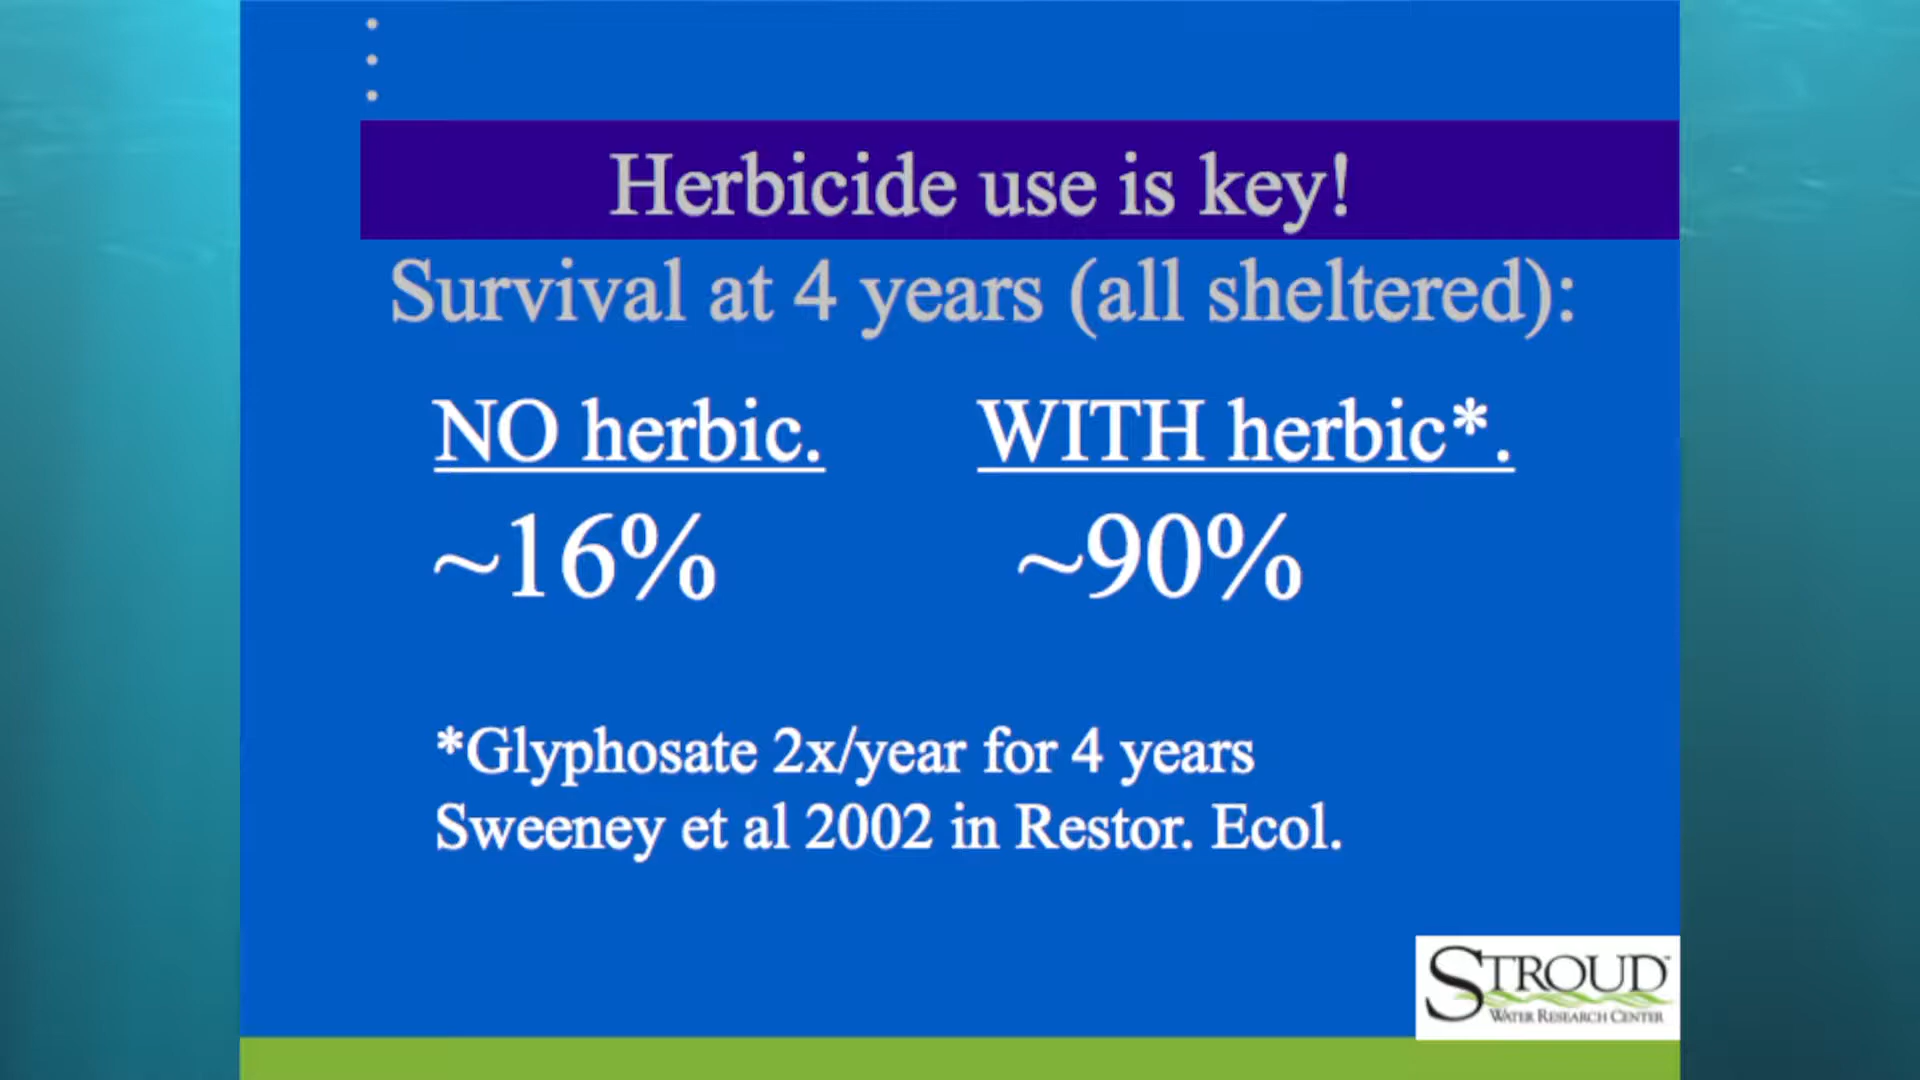 Herbicide use is key!
Survival at 4 years (all sheltered):
NO herbic. WITH herbic*.
~16% ~90%
*Glyphosate 2x/year for 4 years
Sweeney et al 2002 in Restor. Ecol.
STROUD™
WATER RESEARCH CENTER